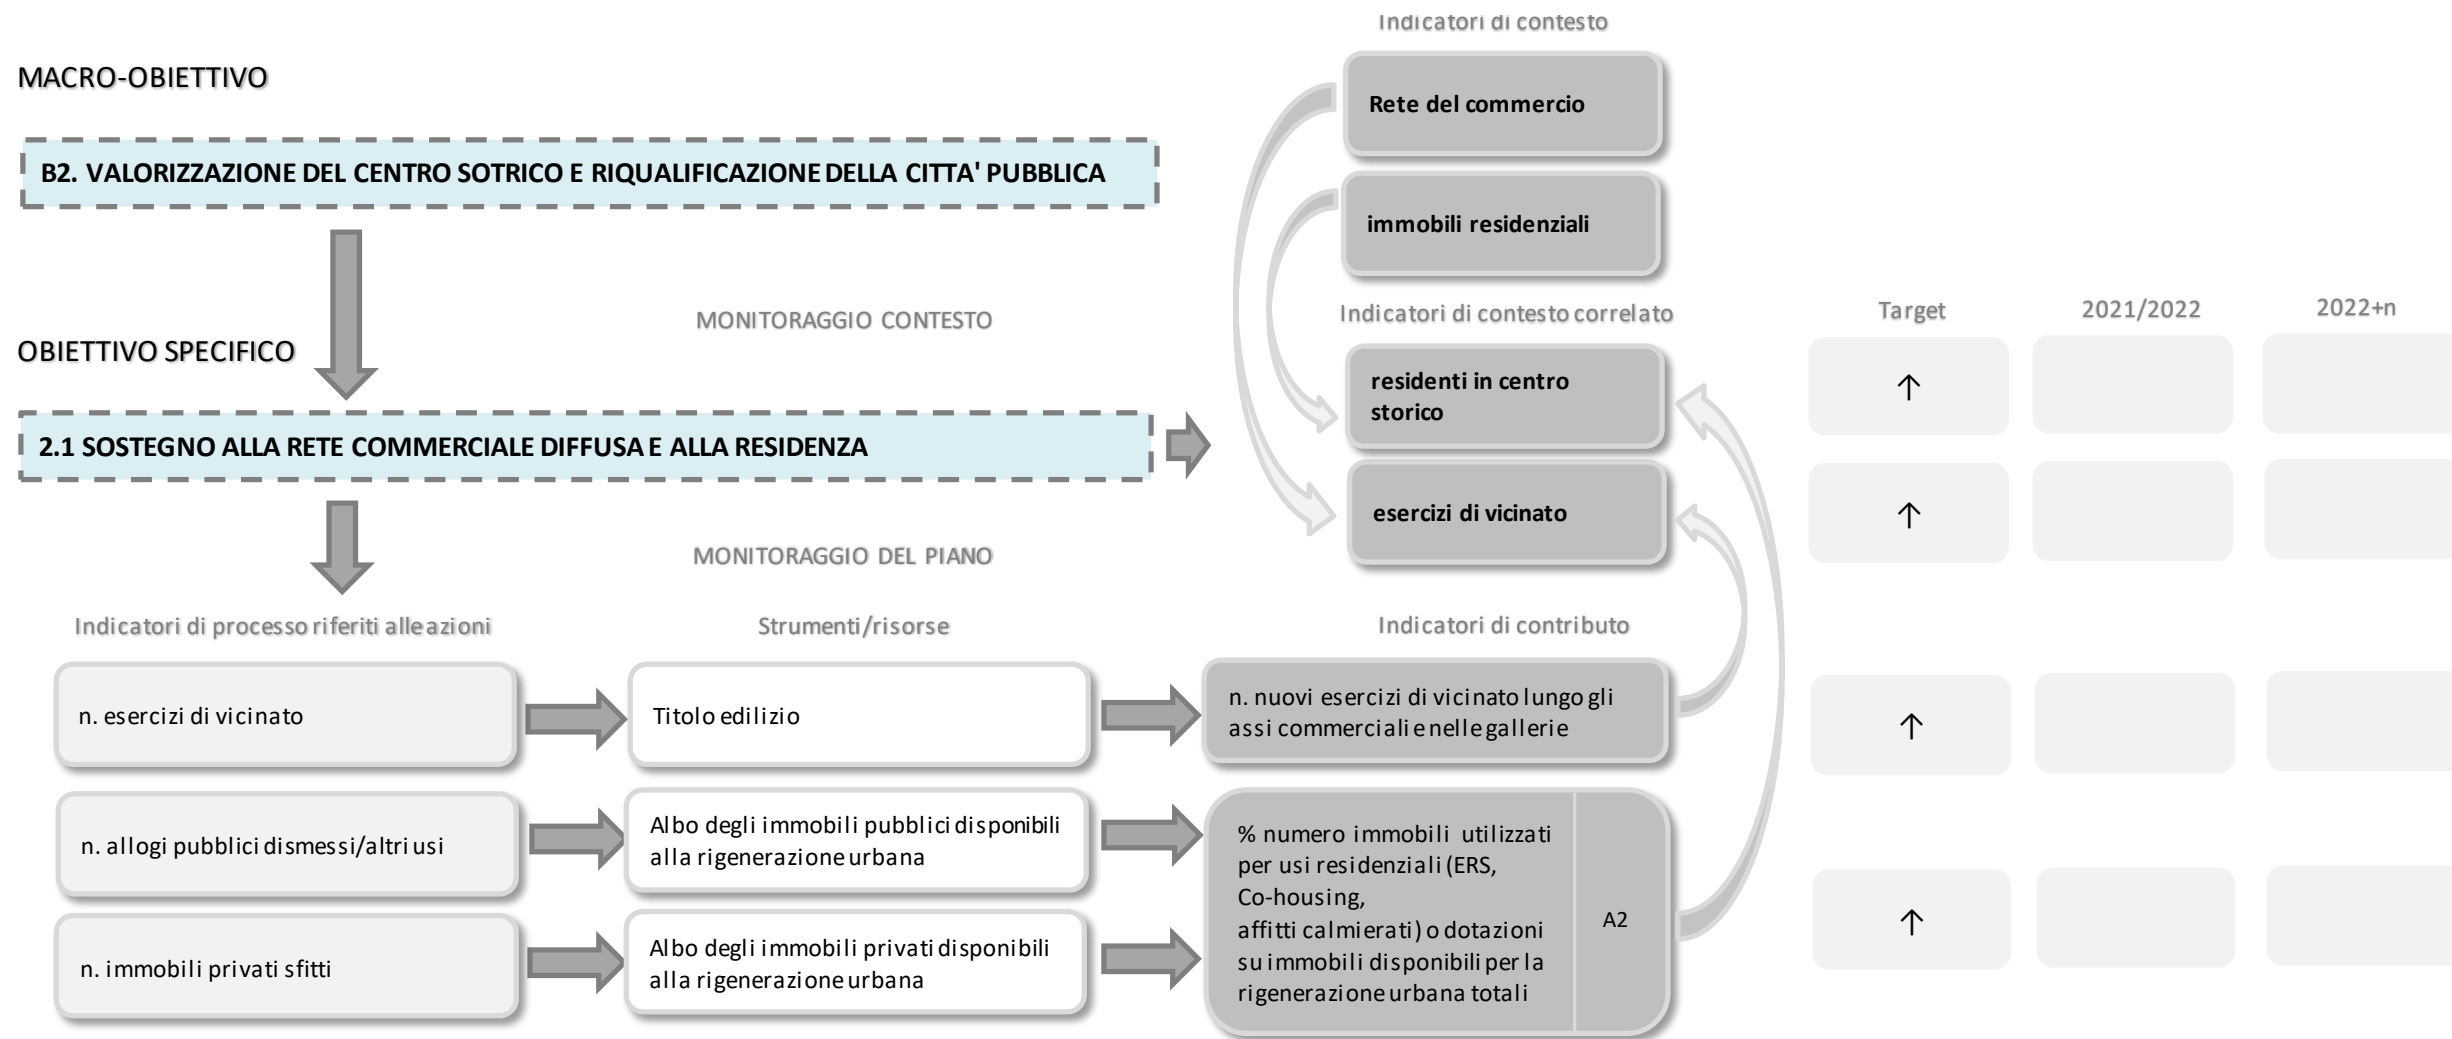 Indicatori di contesto
MACRO-OBIETTIVO
Rete del commercio
B2. VALORIZZAZIONE DEL CENTRO SOTRICO E RIQUALIFICAZIONE DELLA CITTA' PUBBLICA
immobili residenziali
MONITORAGGIO CONTESTO
Indicatori di contesto correlato
Target
2021/2022
2022+n
OBIETTIVO SPECIFICO
residenti in centro
storico
↑
2.1 SOSTEGNO ALLA RETE COMMERCIALE DIFFUSA E ALLA RESIDENZA
esercizi di vicinato
↑
MONITORAGGIO DEL PIANO
Indicatori di processo riferiti alle azioni
Strumenti/risorse
Indicatori di contributo
n. esercizi di vicinato
Titolo edilizio
n. nuovi esercizi di vicinato lungo gli
assi commerciali e nelle gallerie
↑
n. allogi pubblici dismessi/altri usi
Albo degli immobili pubblici disponibili
alla rigenerazione urbana
n. immobili privati sfitti
Albo degli immobili privati disponibili
alla rigenerazione urbana
% numero immobili utilizzati
per usi residenziali (ERS,
Co-housing,
affitti calmierati) o dotazioni
su immobili disponibili per la
rigenerazione urbana totali
A2
↑